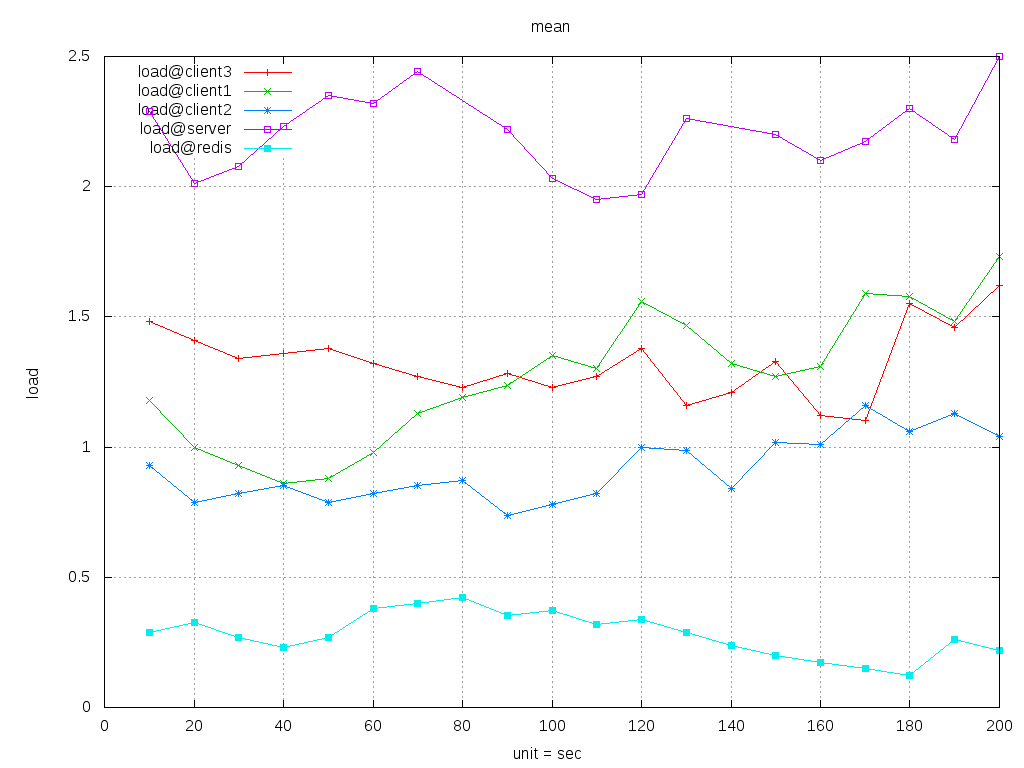 mean
2.5
load@client3
load@client1
load@client2
load@server
load@redis
2
1.5
load
1
0.5
0
0 20 40 60 80 100 120 140 160 180 200
unit = sec